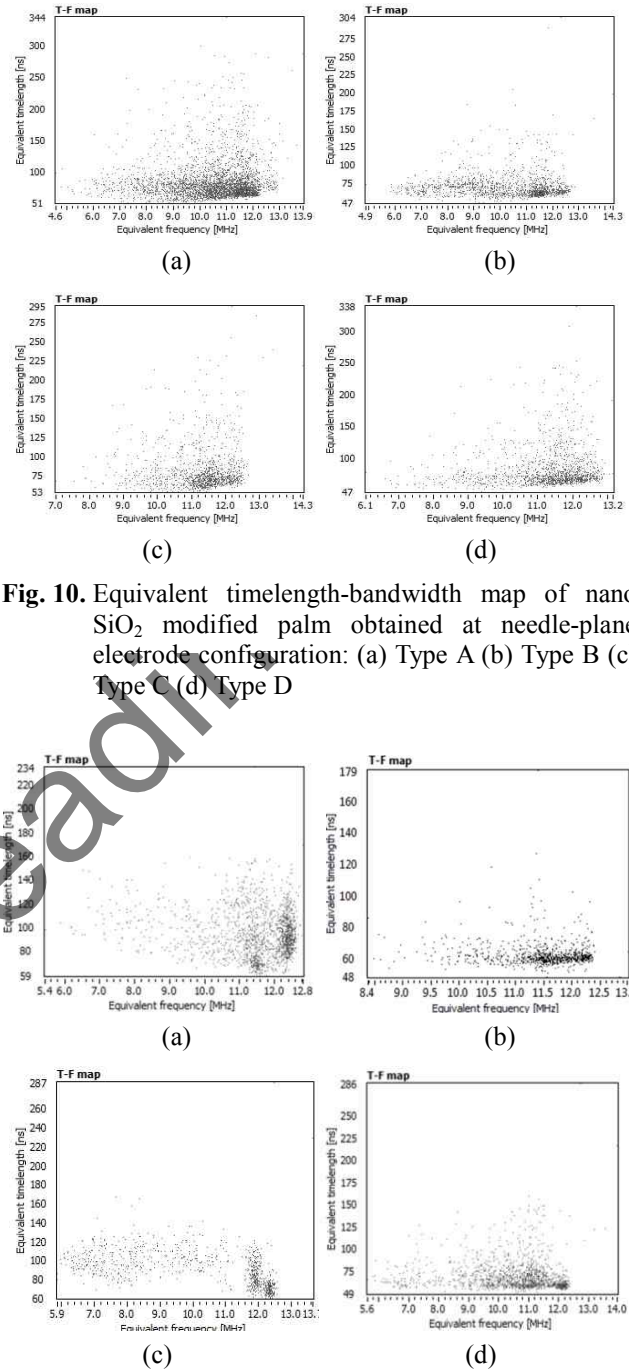 T-F map
Equivalent timelength [ns]
344
300
250
200
150
100
51
4.6 6.0 7.0 8.0 9.0 10.0 11.0 12.0 13.0 13.9
Equivalent frequency [MHz]
(a)
T-F map
Equivalent timelength [ns]
304
275
250
225
200
175
150
125
100
75
47
4.9 6.0 7.0 8.0 9.0 10.0 11.0 12.0 13.0 14.3
Equivalent frequency [MHz]
(b)
T-F map
Equivalent timelength [ns]
295
275
250
225
200
175
150
125
100
75
53
7.0 8.0 9.0 10.0 11.0 12.0 13.0 14.3
Equivalent frequency [MHz]
(c)
T-F map
Equivalent timelength [ns]
338
300
250
200
150
100
47
6.1 7.0 8.0 9.0 10.0 11.0 12.0 13.2
Equivalent frequency [MHz]
(d)
Fig. 10. Equivalent timelength-bandwidth map of nano
SiO₂ modified palm obtained at needle-plane
electrode configuration: (a) Type A (b) Type B (c
Type C (d) Type D
T-F map
Equivalent timelength [ns]
234
220
200
180
160
140
120
100
80
59
5.4 6.0 7.0 8.0 9.0 10.0 11.0 12.0 12.8
Equivalent frequency [MHz]
(a)
T-F map
Equivalent timelength [ns]
179
160
140
120
100
80
60
48
8.4 9.0 9.5 10.0 10.5 11.0 11.5 12.0 12.5
Equivalent frequency [MHz]
(b)
T-F map
Equivalent timelength [ns]
287
260
240
220
200
180
160
140
120
100
80
60
5.9 7.0 8.0 9.0 10.0 11.0 12.0 13.0
Equivalent frequency [MHz]
(c)
T-F map
Equivalent timelength [ns]
286
250
225
200
175
150
125
100
75
49
5.6 7.0 8.0 9.0 10.0 11.0 12.0 14.0
Equivalent frequency [MHz]
(d)